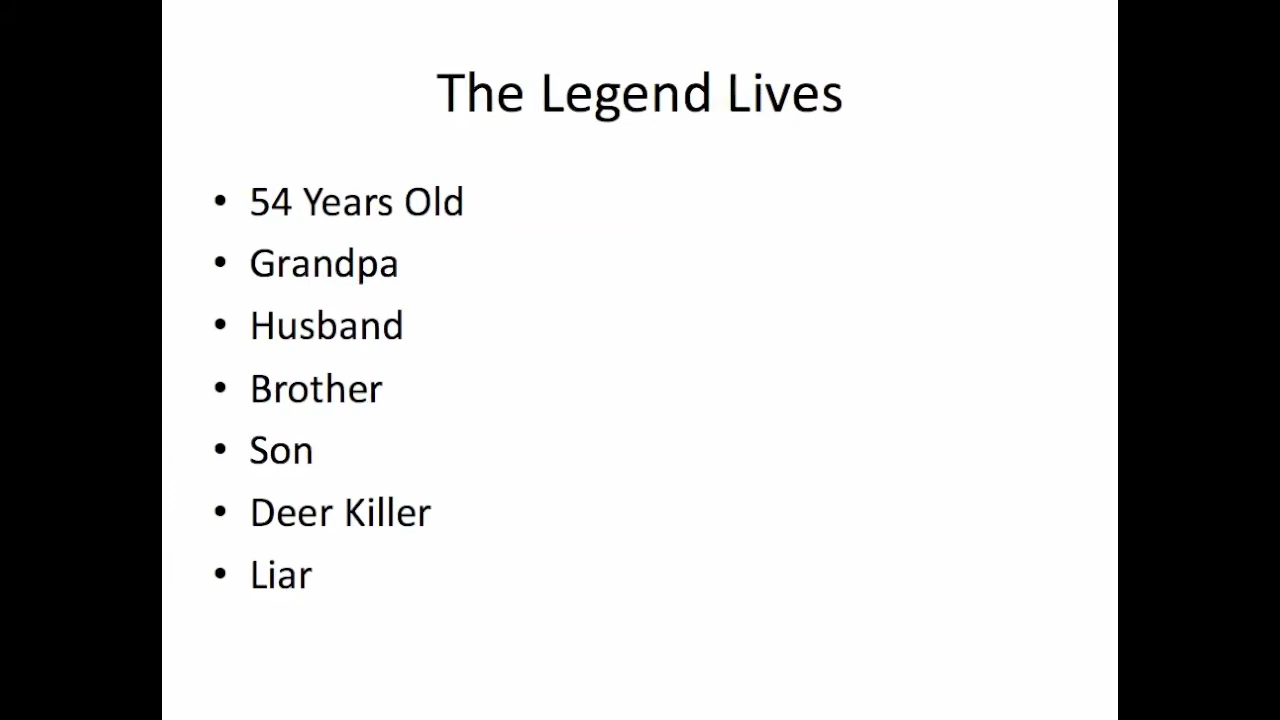 The Legend Lives
• 54 Years Old
• Grandpa
• Husband
• Brother
• Son
• Deer Killer
• Liar